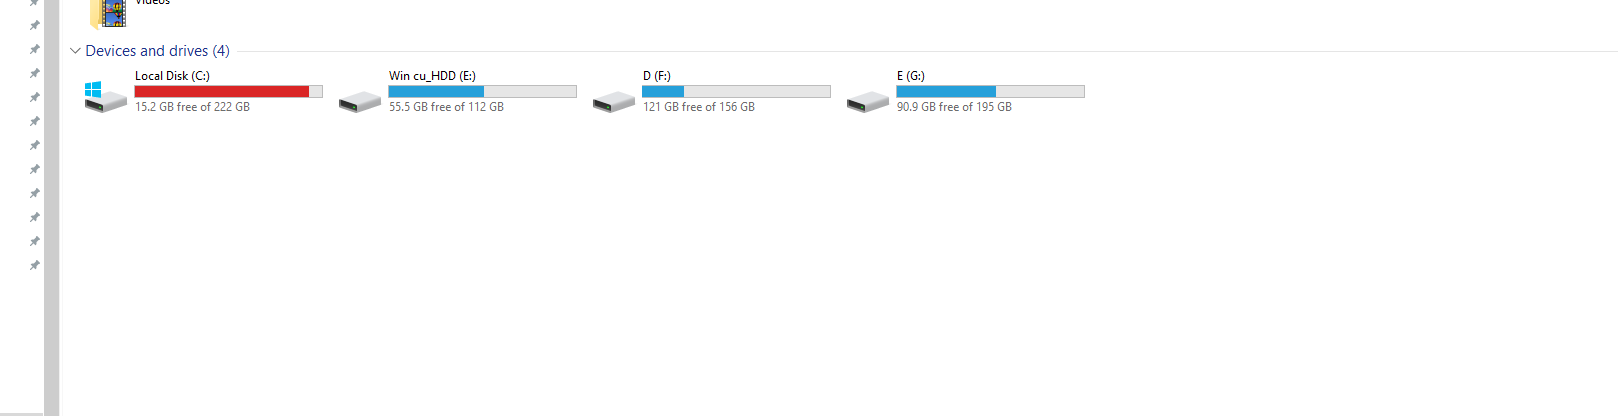 Videos
Devices and drives (4)
Local Disk (C:)
15.2 GB free of 222 GB
Win cu_HDD (E:)
55.5 GB free of 112 GB
D (F:)
121 GB free of 156 GB
E (G:)
90.9 GB free of 195 GB